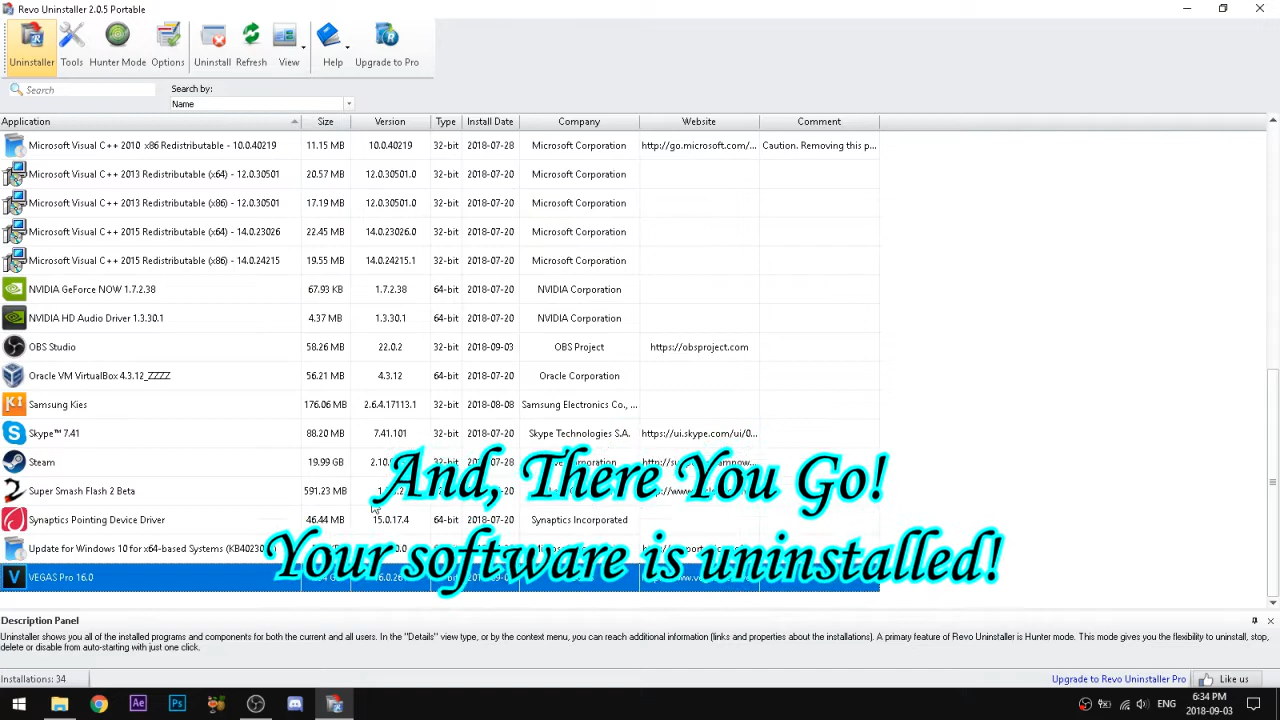 Revo Uninstaller 2.0.5 Portable
Uninstaller Tools Hunter Mode Options Uninstall Refresh View Help Upgrade to Pro
Search Search by:
Name
Application Size Version Type Install Date Company Website Comment
Microsoft Visual C++ 2010 x86 Redistributable - 10.0.40219 11.15 MB 10.0.40219 32-bit 2018-07-28 Microsoft Corporation http://go.microsoft.com/... Caution. Removing this p...
Microsoft Visual C++ 2013 Redistributable (x64) - 12.0.30501 20.57 MB 12.0.30501.0 32-bit 2018-07-20 Microsoft Corporation
Microsoft Visual C++ 2013 Redistributable (x86) - 12.0.30501 17.19 MB 12.0.30501.0 32-bit 2018-07-20 Microsoft Corporation
Microsoft Visual C++ 2015 Redistributable (x64) - 14.0.23026 22.45 MB 14.0.23026.0 32-bit 2018-07-20 Microsoft Corporation
Microsoft Visual C++ 2015 Redistributable (x86) - 14.0.24215 19.55 MB 14.0.24215.1 32-bit 2018-07-20 Microsoft Corporation
NVIDIA GeForce NOW 1.7.2.38 67.93 KB 1.7.2.38 64-bit 2018-07-20 NVIDIA Corporation
NVIDIA HD Audio Driver 1.3.30.1 4.37 MB 1.3.30.1 64-bit 2018-07-20 NVIDIA Corporation
OBS Studio 58.26 MB 22.0.2 32-bit 2018-09-03 OBS Project https://obsproject.com
Oracle VM VirtualBox 4.3.12_ZZZZ 56.21 MB 4.3.12 64-bit 2018-07-20 Oracle Corporation
Samsung Kies 176.06 MB 2.6.4.17113.1 32-bit 2018-08-08 Samsung Electronics Co., ...
Skype™ 7.41 88.20 MB 7.41.101 32-bit 2018-07-20 Skype Technologies S.A. https://ui.skype.com/ui/0...
Steam 19.99 GB 32-bit
And, There You Go!
Super Smash Flash 2 Beta 591.23 MB
Synaptics Pointing Device Driver 46.44 MB 15.0.17.4 64-bit 2018-07-20 Synaptics Incorporated
Update for Windows 10 for x64-based Systems
Your software is uninstalled!
VEGAS Pro 16.0
Description Panel
Uninstaller shows you all of the installed programs and components for both the current and all users. In the "Details" view type, or by the context menu, you can reach additional information (links and properties about the installations). A primary feature of Revo Uninstaller is Hunter mode. This mode gives you the flexibility to uninstall, stop,
delete or disable from auto-starting with just one click.
Installations: 34 Upgrade to Revo Uninstaller Pro Like us
Ae Ps ENG 6:34 PM
2018-09-03